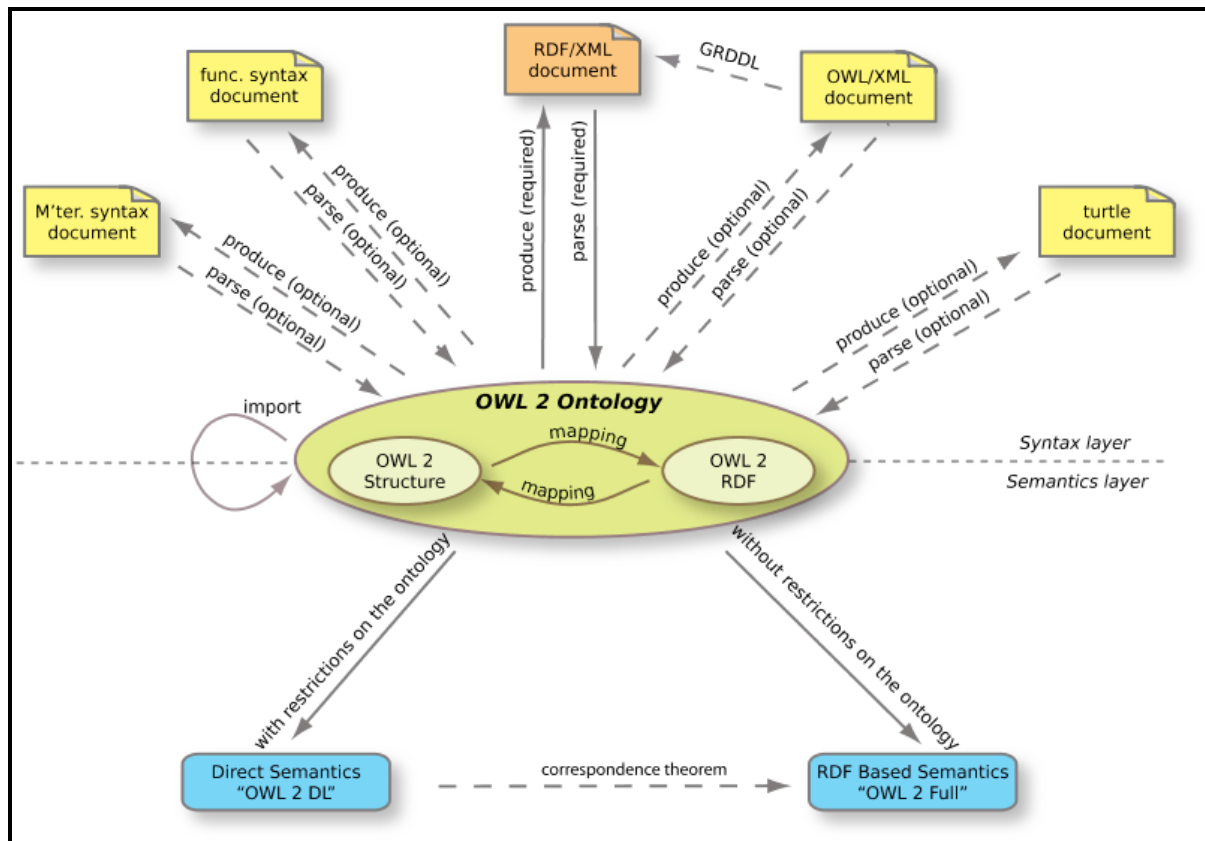 RDF/XML
document
GRDDL
func. syntax
document
OWL/XML
document
M'ter. syntax
document
turtle
document
produce (optional)
parse (optional)
produce (optional)
parse (optional)
produce (required)
parse (required)
produce (optional)
parse (optional)
produce (optional)
parse (optional)
import
OWL 2 Ontology
mapping
OWL 2
Structure
mapping
OWL 2
RDF
Syntax layer
Semantics layer
with restrictions on the ontology
without restrictions on the ontology
Direct Semantics
“OWL 2 DL”
correspondence theorem
RDF Based Semantics
“OWL 2 Full”